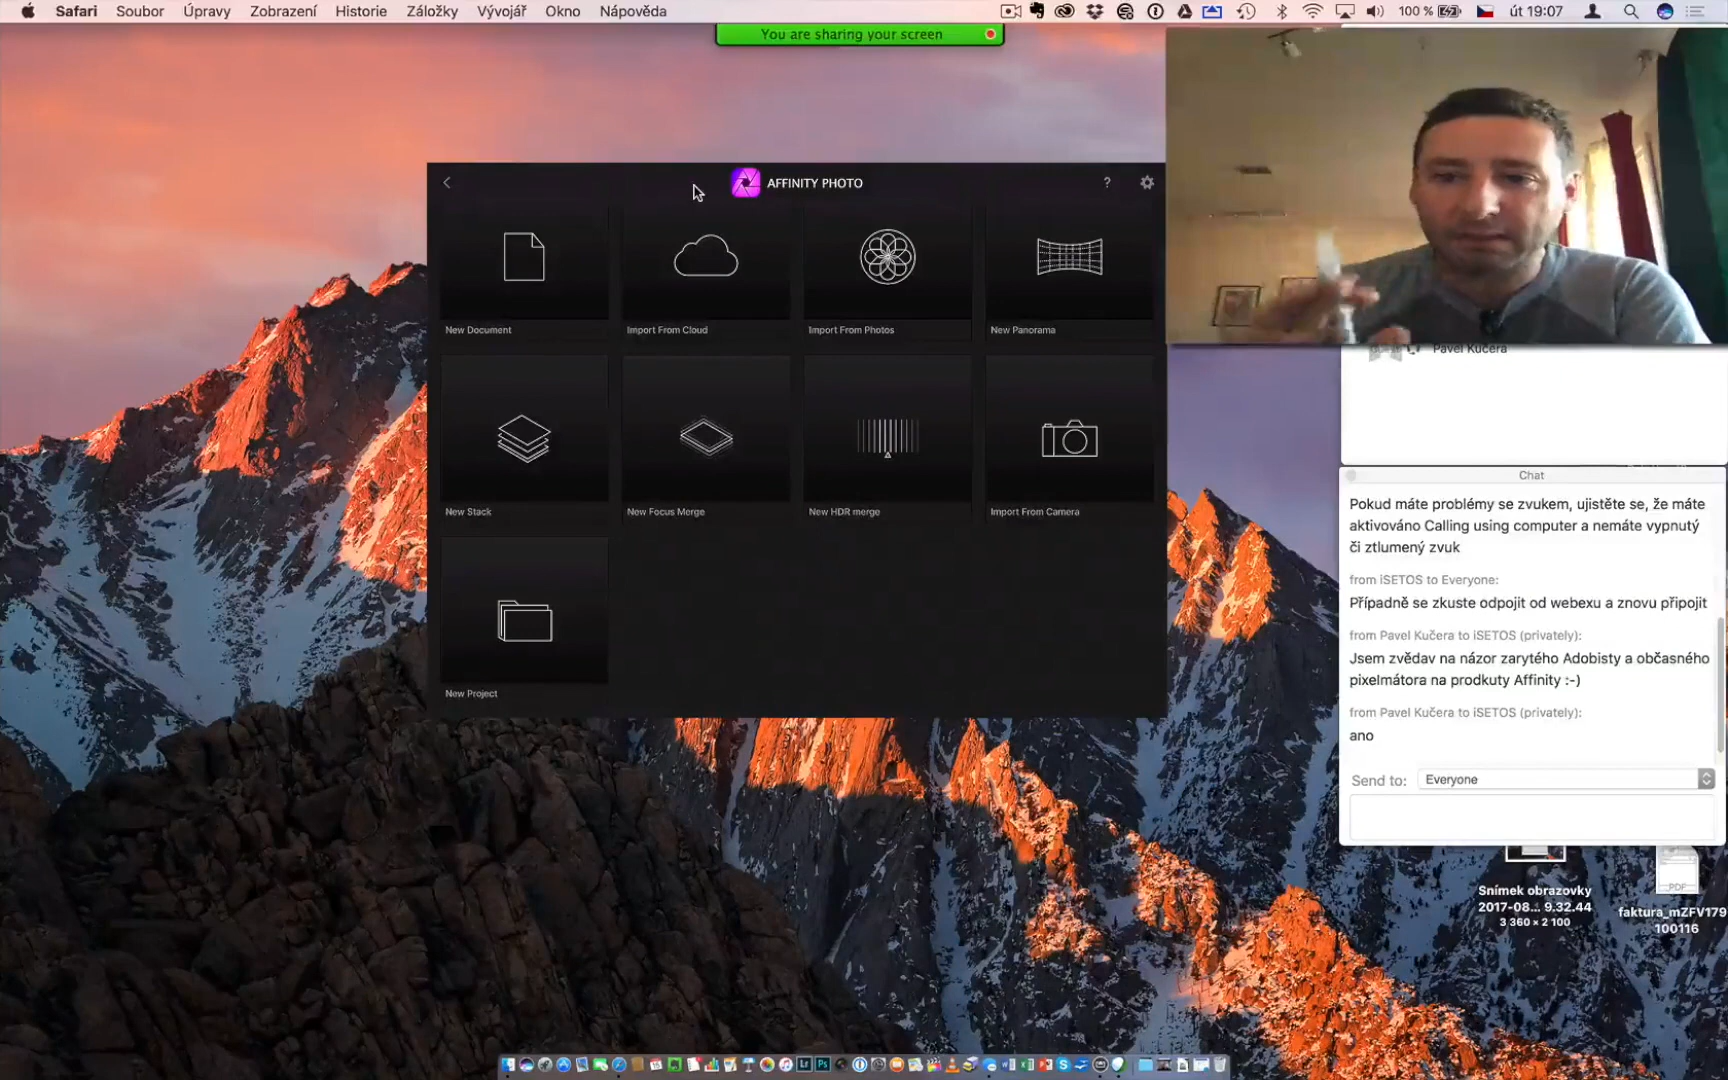 Safari Soubor Úpravy Zobrazení Historie Záložky Vývojář Okno Nápověda 100 % út 19:07
You are sharing your screen
AFFINITY PHOTO ?
New Document Import From Cloud Import From Photos New Panorama
New Stack New Focus Merge New HDR merge Import From Camera
New Project
Pavel Kučera
Chat
Pokud máte problémy se zvukem, ujistěte se, že máte
aktivováno Calling using computer a nemáte vypnutý
či ztlumený zvuk
from iSETOS to Everyone:
Případně se zkuste odpojit od webexu a znovu připojit
from Pavel Kučera to iSETOS (privately):
Jsem zvědav na názor zarytého Adobisty a občasného
pixelmátora na prodkuty Affinity :-)
from Pavel Kučera to iSETOS (privately):
ano
Send to: Everyone
PDF
Snímek obrazovky
2017-08... 9.32.44
3 360 × 2 100
faktura_mZFV179
100116
Lr Ps